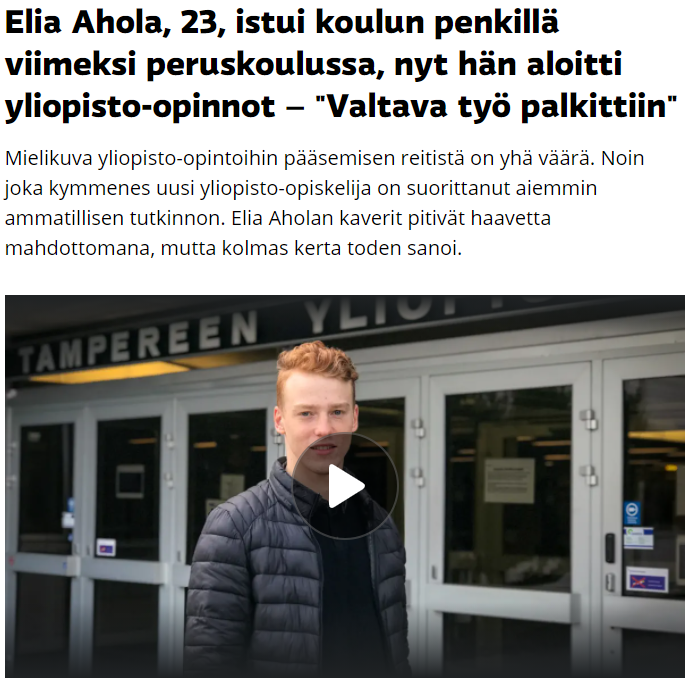 Elia Ahola, 23, istui koulun penkillä
viimeksi peruskoulussa, nyt hän aloitti
yliopisto-opinnot – "Valtava työ palkittiin"
Mielikuva yliopisto-opintoihin pääsemisen reitistä on yhä väärä. Noin
joka kymmenes uusi yliopisto-opiskelija on suorittanut aiemmin
ammatillisen tutkinnon. Elia Aholan kaverit pitivät haavetta
mahdottomana, mutta kolmas kerta toden sanoi.
TAMPEREEN YLIOPISTO